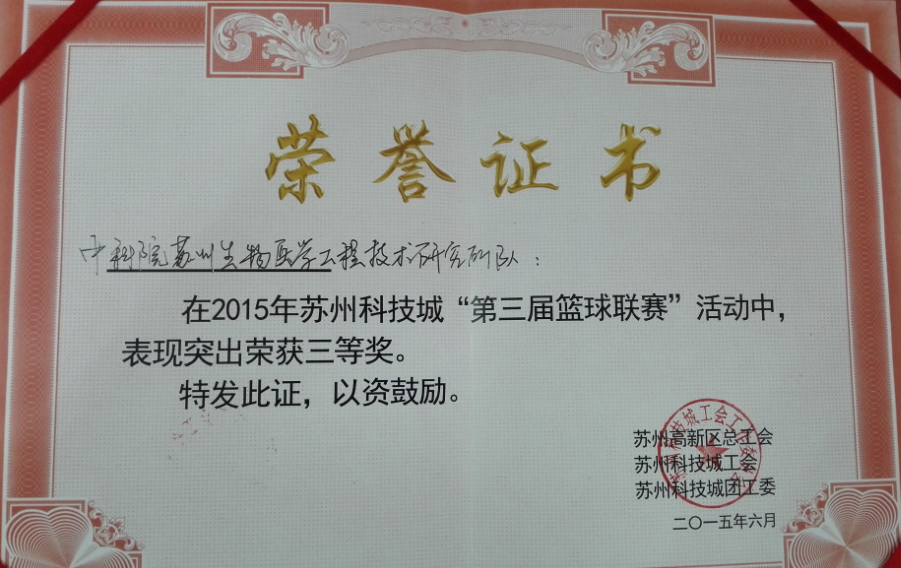 荣誉证书
中科院苏州生物医学工程技术研究所队：
在2015年苏州科技城“第三届篮球联赛”活动中，
表现突出荣获三等奖。
特发此证，以资鼓励。
苏州高新区总工会
苏州科技城工会
苏州科技城团工委
二〇一五年六月